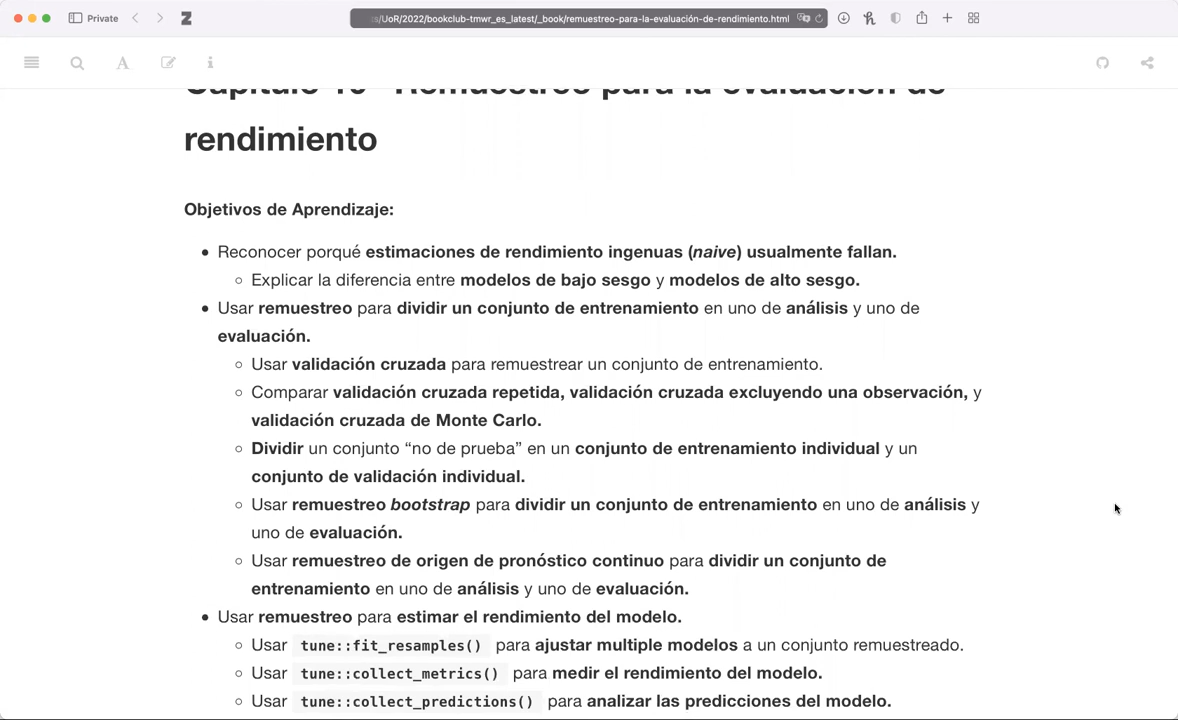 Private
/UoR/2022/bookclub-tmwr_es_latest/_book/remuestreo-para-la-evaluación-de-rendimiento.html
Capítulo 10 Remuestreo para la evaluación de
rendimiento
Objetivos de Aprendizaje:
Reconocer porqué estimaciones de rendimiento ingenuas (naive) usualmente fallan.
Explicar la diferencia entre modelos de bajo sesgo y modelos de alto sesgo.
Usar remuestreo para dividir un conjunto de entrenamiento en uno de análisis y uno de
evaluación.
Usar validación cruzada para remuestrear un conjunto de entrenamiento.
Comparar validación cruzada repetida, validación cruzada excluyendo una observación, y
validación cruzada de Monte Carlo.
Dividir un conjunto “no de prueba” en un conjunto de entrenamiento individual y un
conjunto de validación individual.
Usar remuestreo bootstrap para dividir un conjunto de entrenamiento en uno de análisis y
uno de evaluación.
Usar remuestreo de origen de pronóstico continuo para dividir un conjunto de
entrenamiento en uno de análisis y uno de evaluación.
Usar remuestreo para estimar el rendimiento del modelo.
Usar tune::fit_resamples() para ajustar multiple modelos a un conjunto remuestreado.
Usar tune::collect_metrics() para medir el rendimiento del modelo.
Usar tune::collect_predictions() para analizar las predicciones del modelo.